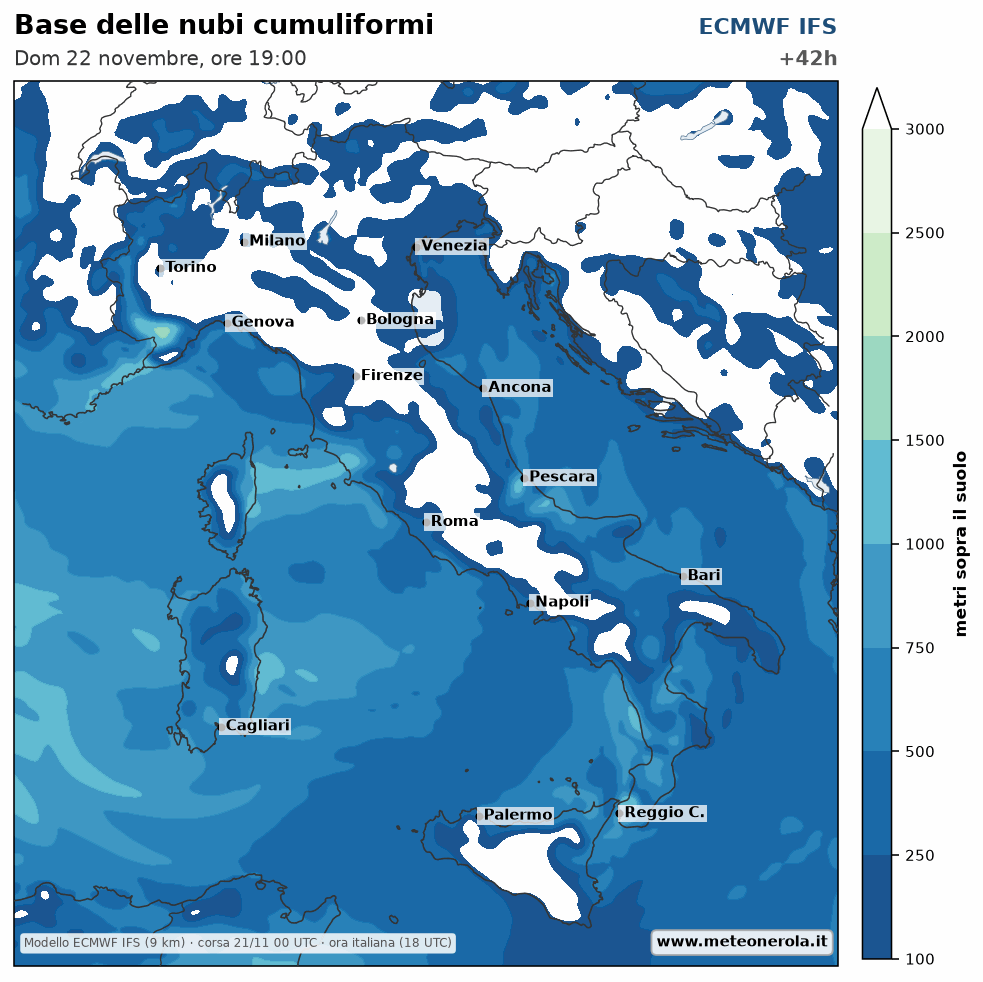 Base delle nubi cumuliformi
ECMWF IFS
Dom 22 novembre, ore 19:00
+42h
Milano
Venezia
Torino
Genova
Bologna
Firenze
Ancona
Pescara
Roma
Bari
Napoli
Cagliari
Palermo
Reggio C.
3000
2500
2000
1500
1000
750
500
250
100
metri sopra il suolo
Modello ECMWF IFS (9 km) · corsa 21/11 00 UTC · ora italiana (18 UTC)
www.meteonerola.it